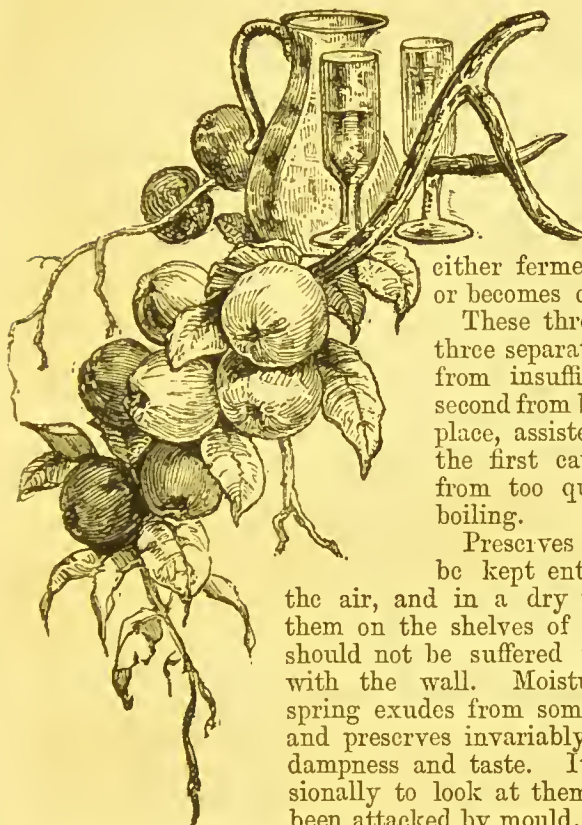 either ferme
or becomes c
These thre
three separat
from insuffi
second from b
place, assiste
the first cau
from too qu
boiling.
Preserves
be kept ent
the air, and in a dry
them on the shelves of
should not be suffered
with the wall. Moistu
spring exudes from som
and preserves invariably
dampness and taste. It
sionally to look at them
been attacked by mould,